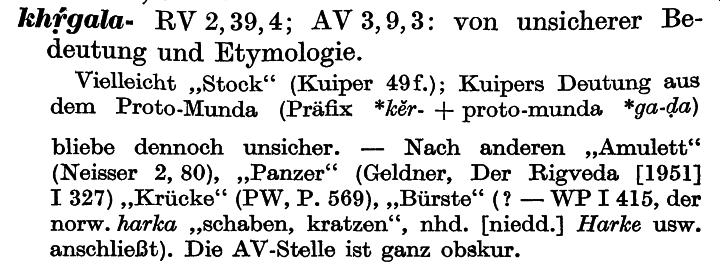 khŕ̥gala- RV 2,39,4; AV 3,9,3: von unsicherer Be-
deutung und Etymologie.
Vielleicht „Stock“ (Kuiper 49f.); Kuipers Deutung aus
dem Proto-Munda (Präfix *kĕr- + proto-munda *ga-ḍa)
bliebe dennoch unsicher. — Nach anderen „Amulett“
(Neisser 2, 80), „Panzer“ (Geldner, Der Rigveda [1951]
I 327) „Krücke“ (PW, P. 569), „Bürste“ (? — WP I 415, der
norw. harka „schaben, kratzen“, nhd. [niedd.] Harke usw.
anschließt). Die AV-Stelle ist ganz obskur.